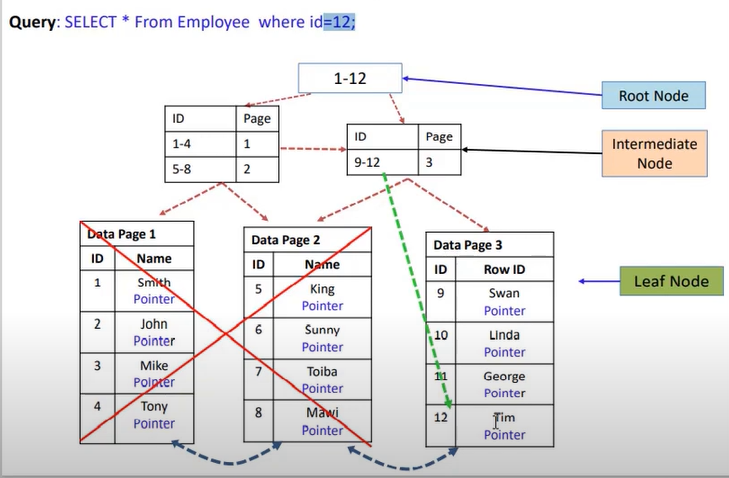 Query: SELECT * From Employee where id=12;
1-12
Root Node
ID Page
1-4 1
5-8 2
ID Page
9-12 3
Intermediate
Node
Data Page 1
ID Name
1 Smith
Pointer
2 John
Pointer
3 Mike
Pointer
4 Tony
Pointer
Data Page 2
ID Name
5 King
Pointer
6 Sunny
Pointer
7 Toiba
Pointer
8 Mawi
Pointer
Data Page 3
ID Row ID
9 Swan
Pointer
10 Linda
Pointer
11 George
Pointer
12 Tim
Pointer
Leaf Node